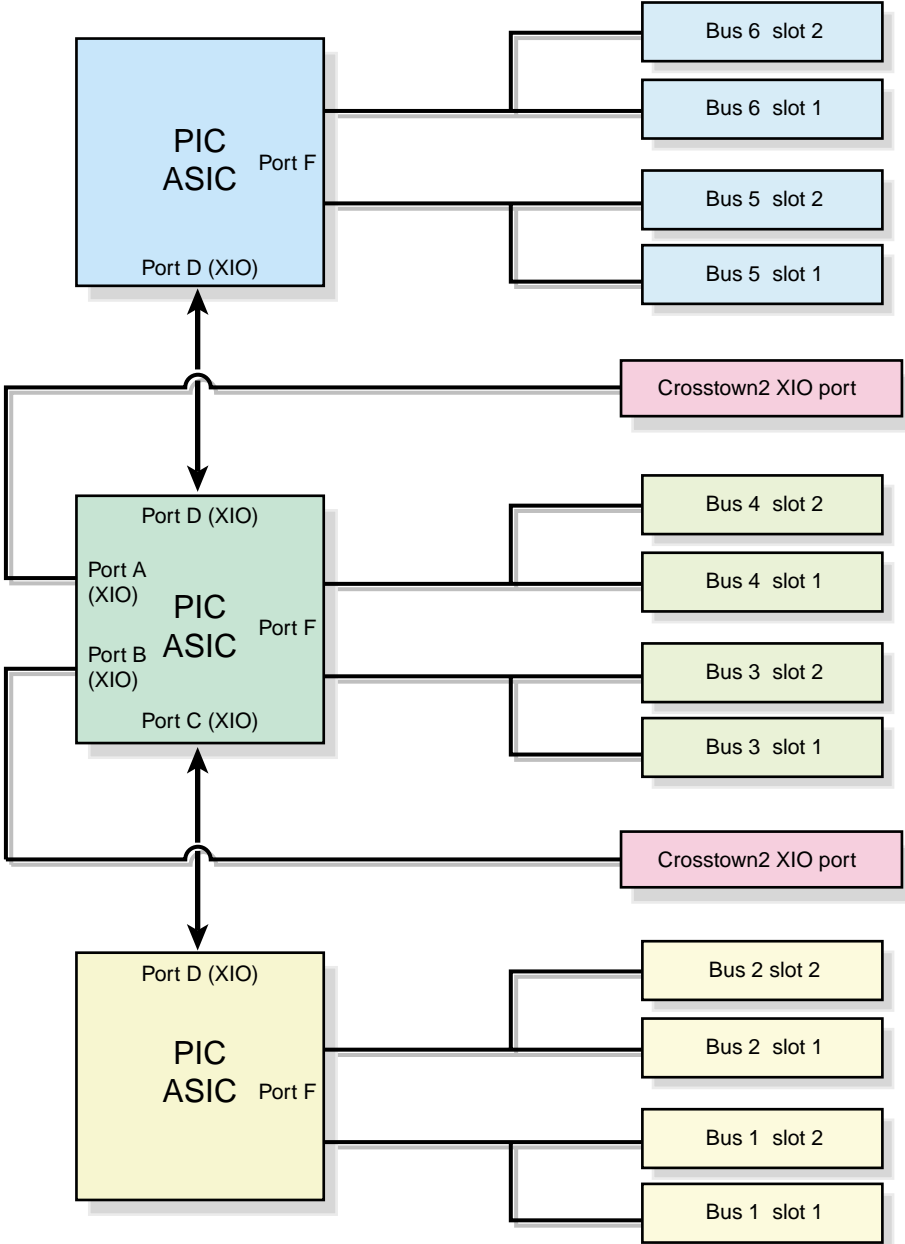 Bus 6 slot 2
Bus 6 slot 1
PIC
ASIC
Port F
Bus 5 slot 2
Port D (XIO)
Bus 5 slot 1
Crosstown2 XIO port
Port D (XIO)
Bus 4 slot 2
Port A
(XIO)
Bus 4 slot 1
PIC
ASIC
Port F
Port B
(XIO)
Bus 3 slot 2
Port C (XIO)
Bus 3 slot 1
Crosstown2 XIO port
Port D (XIO)
Bus 2 slot 2
Bus 2 slot 1
PIC
ASIC
Port F
Bus 1 slot 2
Bus 1 slot 1